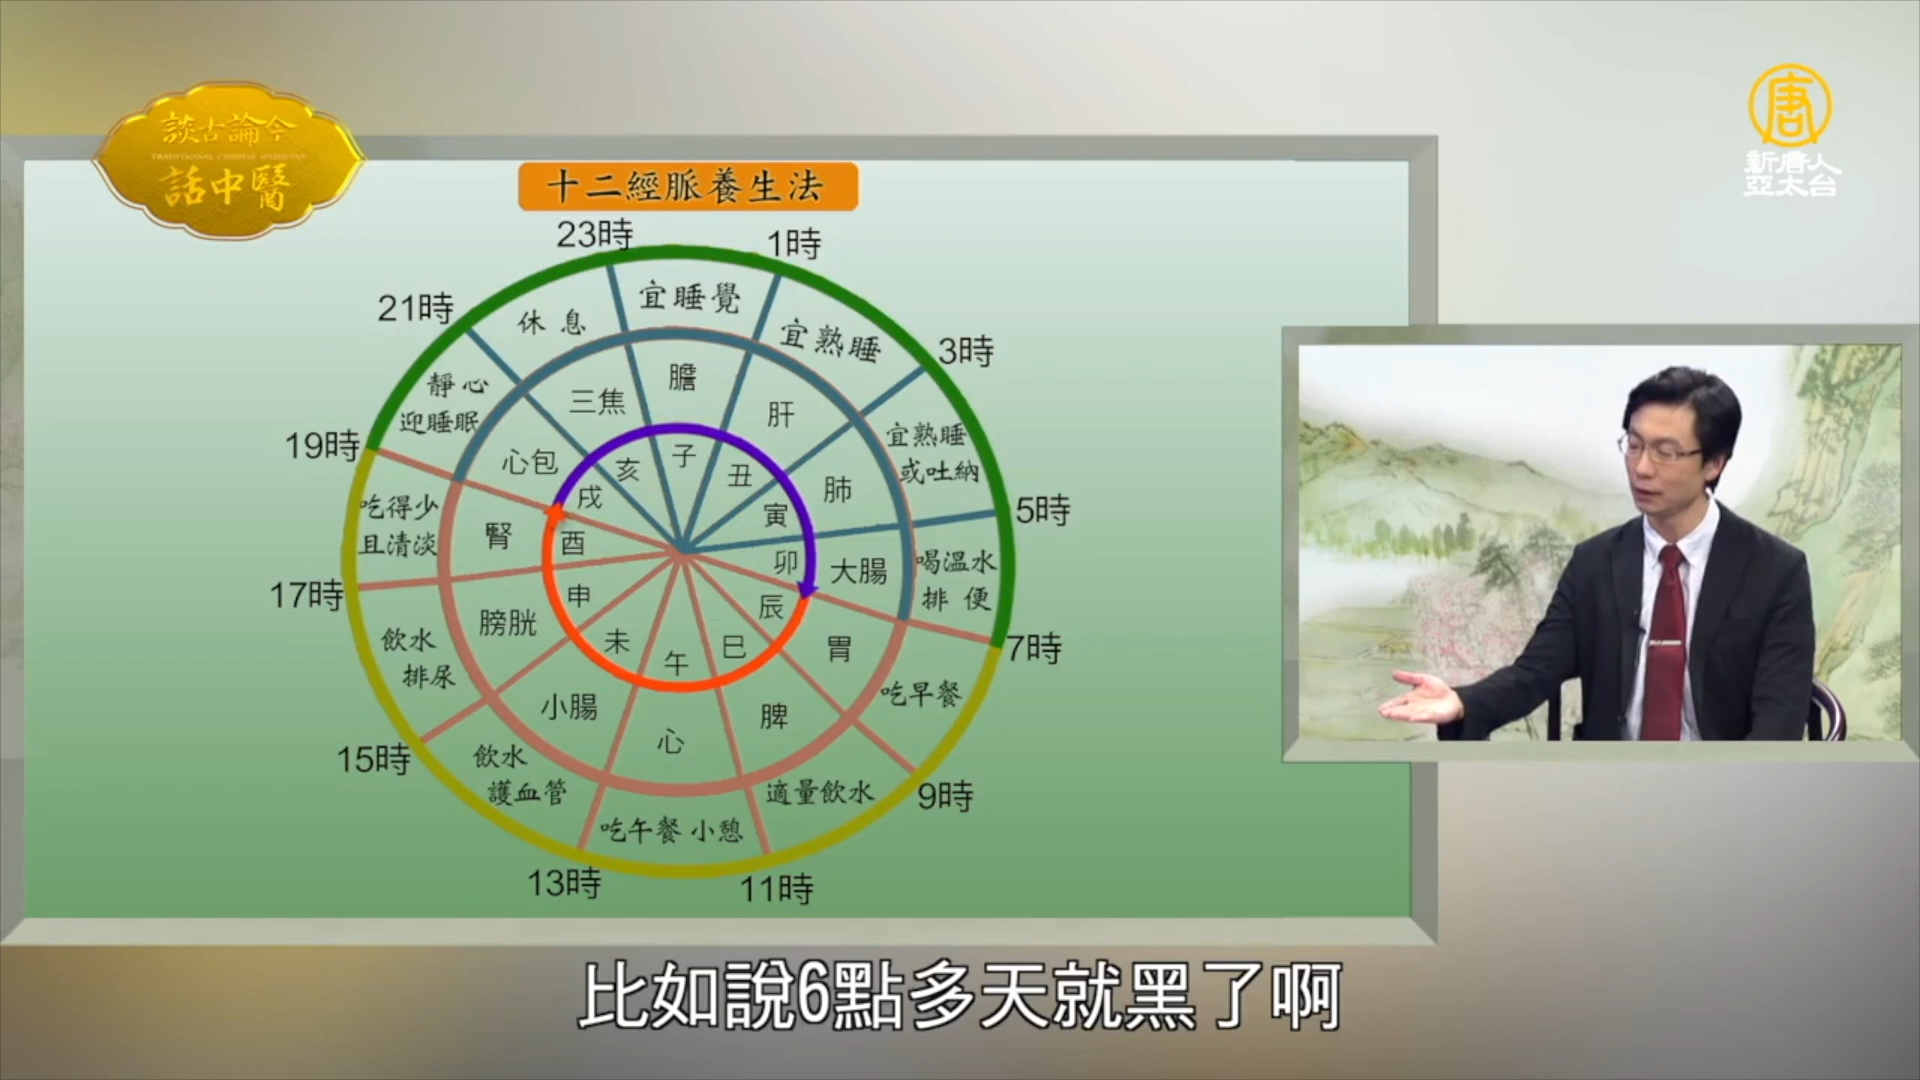 談古論今
TRADITIONAL CHINESE MEDICINE
話中醫
唐
新唐人
亞太台
十二經脈養生法
23時
1時
21時
3時
19時
5時
17時
7時
15時
9時
13時
11時
宜睡覺
宜熟睡
宜熟睡
或吐納
喝溫水
排 便
吃早餐
適量飲水
吃午餐 小憩
飲水
護血管
飲水
排尿
吃得少
且清淡
靜心
迎睡眠
休 息
膽
肝
肺
大腸
胃
脾
心
小腸
膀胱
腎
心包
三焦
子
丑
寅
卯
辰
巳
午
未
申
酉
戌
亥
比如說6點多天就黑了啊